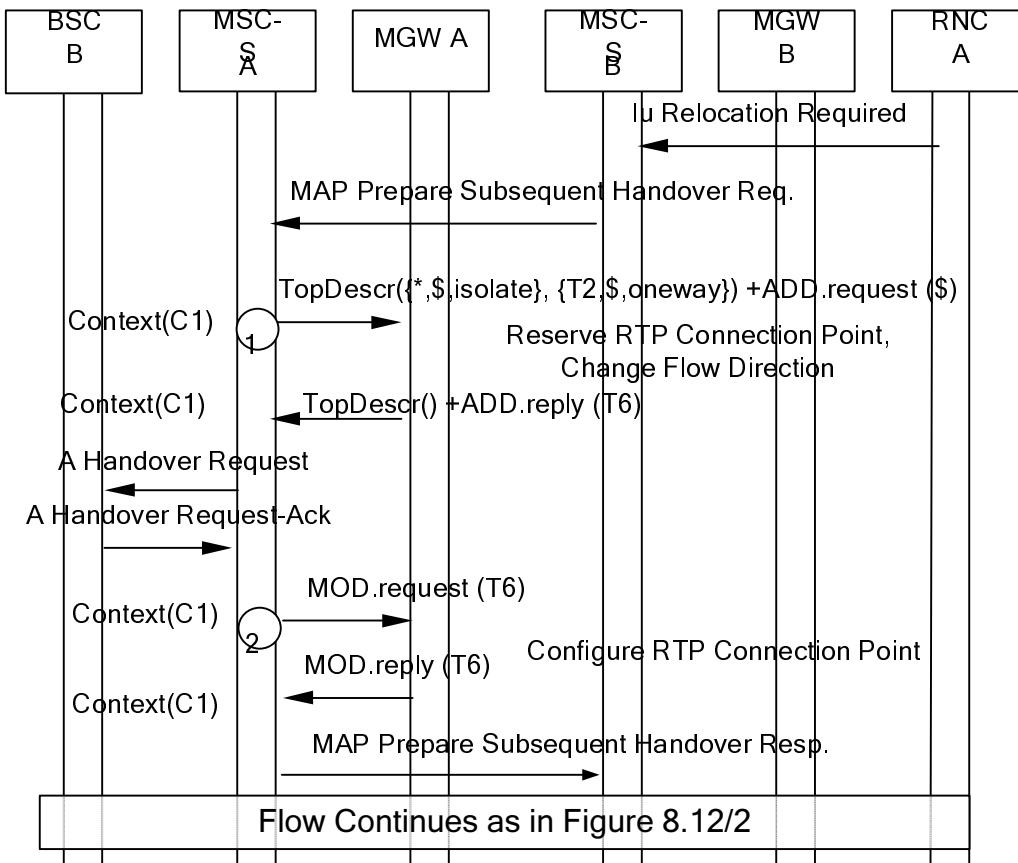 BSC
B
MSC-
S
A
MGW A
MSC-
S
B
MGW
B
RNC
A
Iu Relocation Required
MAP Prepare Subsequent Handover Req.
TopDescr({*,$,isolate}, {T2,$,oneway}) +ADD.request ($)
Context(C1)
1
Reserve RTP Connection Point,
Change Flow Direction
Context(C1)
TopDescr() +ADD.reply (T6)
A Handover Request
A Handover Request-Ack
MOD.request (T6)
Context(C1)
2
Configure RTP Connection Point
MOD.reply (T6)
Context(C1)
MAP Prepare Subsequent Handover Resp.
Flow Continues as in Figure 8.12/2